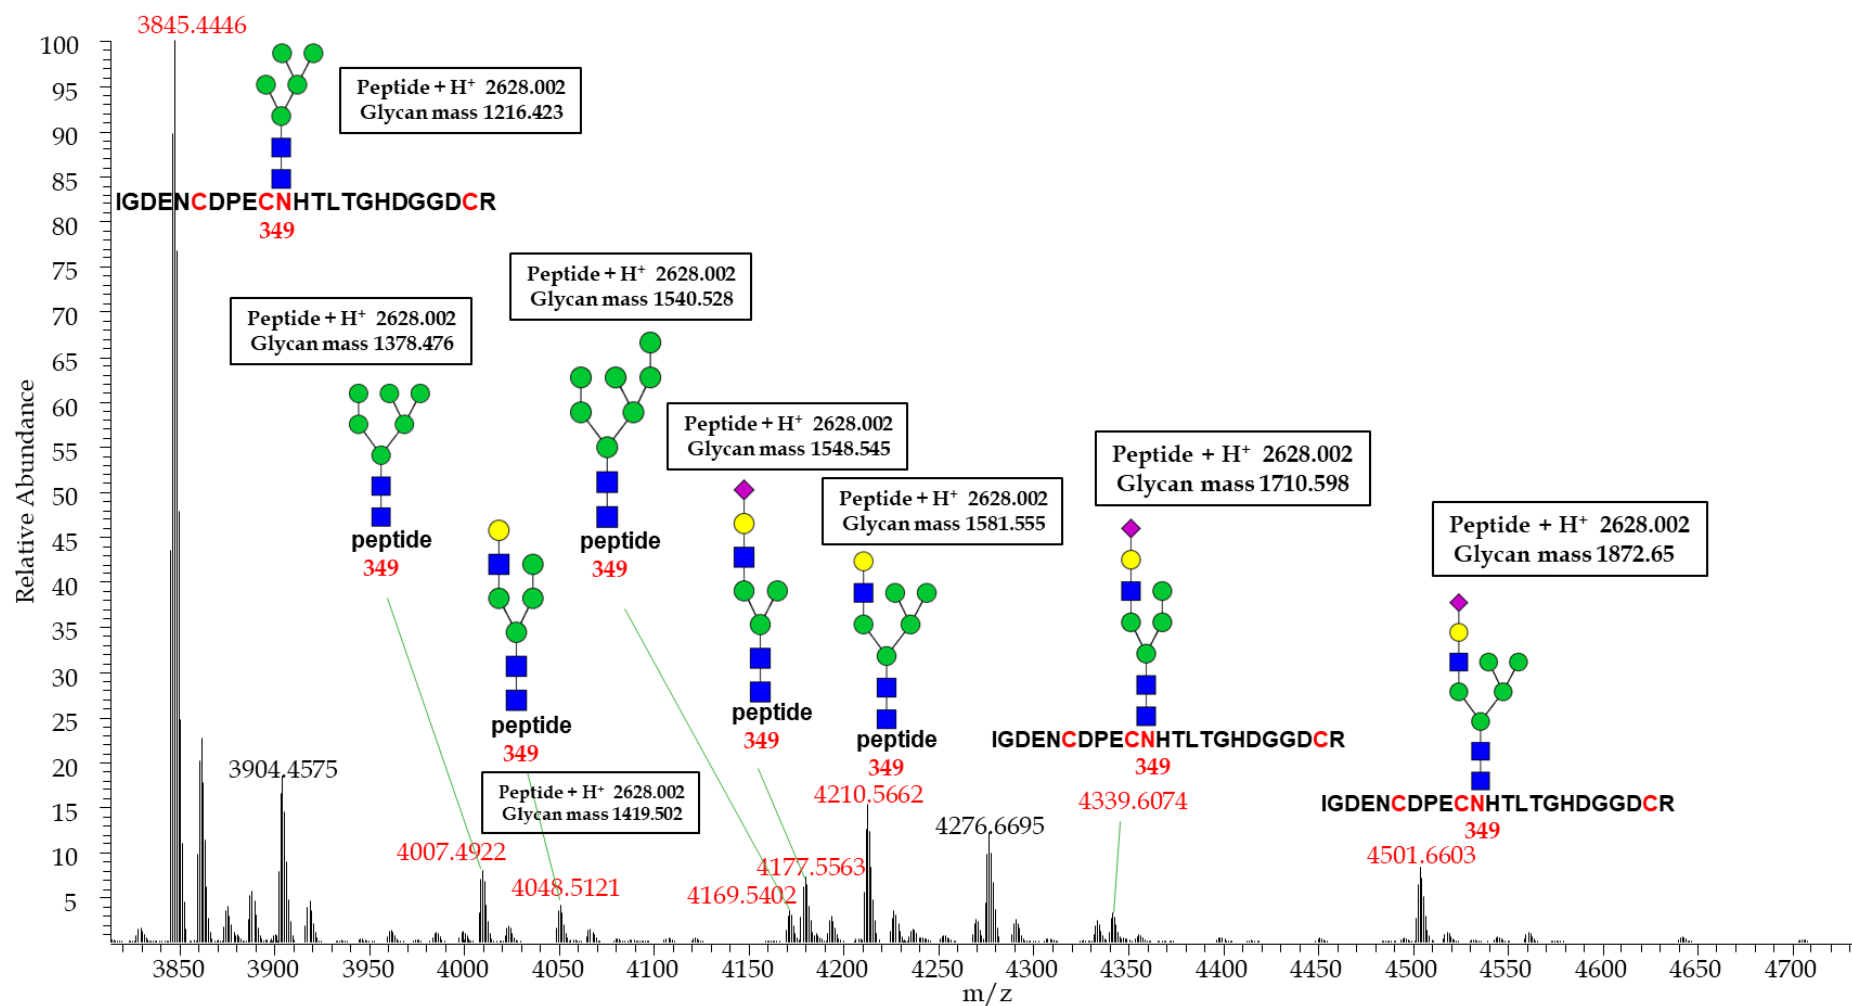 3845.4446
Peptide + H⁺ 2628.002
Glycan mass 1216.423
IGDENCDPECNHTLTGHDGGDCR
349
Peptide + H⁺ 2628.002
Glycan mass 1540.528
Peptide + H⁺ 2628.002
Glycan mass 1378.476
Peptide + H⁺ 2628.002
Glycan mass 1548.545
Peptide + H⁺ 2628.002
Glycan mass 1710.598
Peptide + H⁺ 2628.002
Glycan mass 1581.555
Peptide + H⁺ 2628.002
Glycan mass 1872.65
peptide
349
peptide
349
peptide
349
peptide
349
peptide
349
IGDENCDPECNHTLTGHDGGDCR
349
IGDENCDPECNHTLTGHDGGDCR
349
Peptide + H⁺ 2628.002
Glycan mass 1419.502
3904.4575
4007.4922
4048.5121
4169.5402
4177.5563
4210.5662
4276.6695
4339.6074
4501.6603
Relative Abundance
100
95
90
85
80
75
70
65
60
55
50
45
40
35
30
25
20
15
10
5
3850 3900 3950 4000 4050 4100 4150 4200 4250 4300 4350 4400 4450 4500 4550 4600 4650 4700
m/z